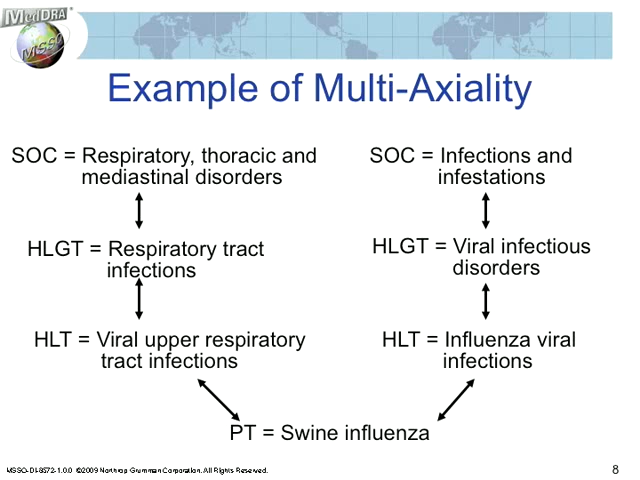 MedDRA
MSSO
Example of Multi-Axiality
SOC = Respiratory, thoracic and
mediastinal disorders
SOC = Infections and
infestations
HLGT = Respiratory tract
infections
HLGT = Viral infectious
disorders
HLT = Viral upper respiratory
tract infections
HLT = Influenza viral
infections
PT = Swine influenza
MSSO-DI-8572-1.0.0 ©2009 Northrop Grumman Corporation. All Rights Reserved.
8